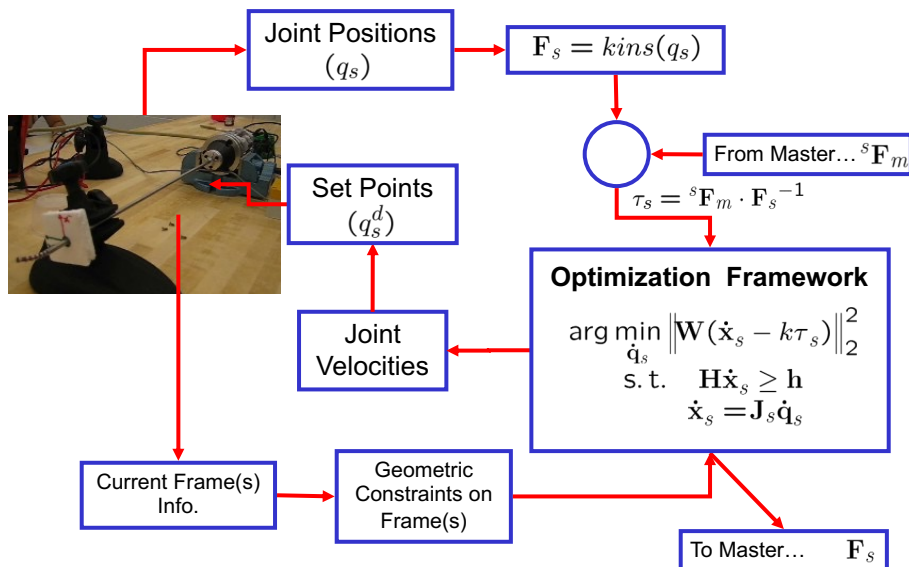 Joint Positions
(q_s)
F_s = kins(q_s)
From Master… ^sF_m
τ_s = ^sF_m · F_s^{-1}
Set Points
(q_s^d)
Optimization Framework
arg min_{q̇_s} ‖W(ẋ_s − kτ_s)‖_2^2
s.t. Hẋ_s ≥ h
ẋ_s = J_s q̇_s
Joint
Velocities
Current Frame(s)
Info.
Geometric
Constraints on
Frame(s)
To Master… F_s